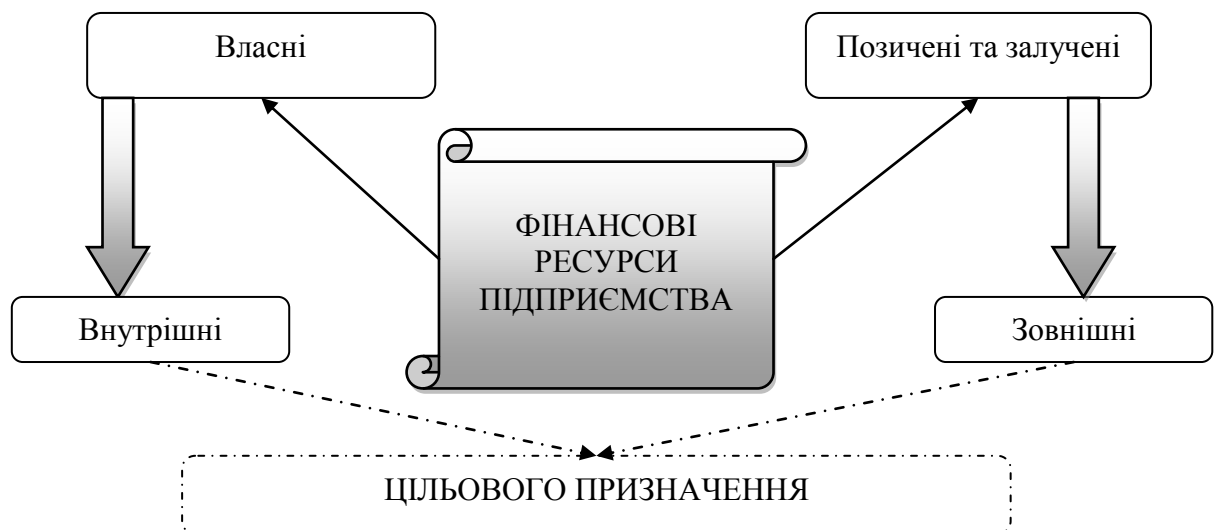 Власні
Позичені та залучені
ФІНАНСОВІ
РЕСУРСИ
ПІДПРИЄМСТВА
Внутрішні
Зовнішні
ЦІЛЬОВОГО ПРИЗНАЧЕННЯ